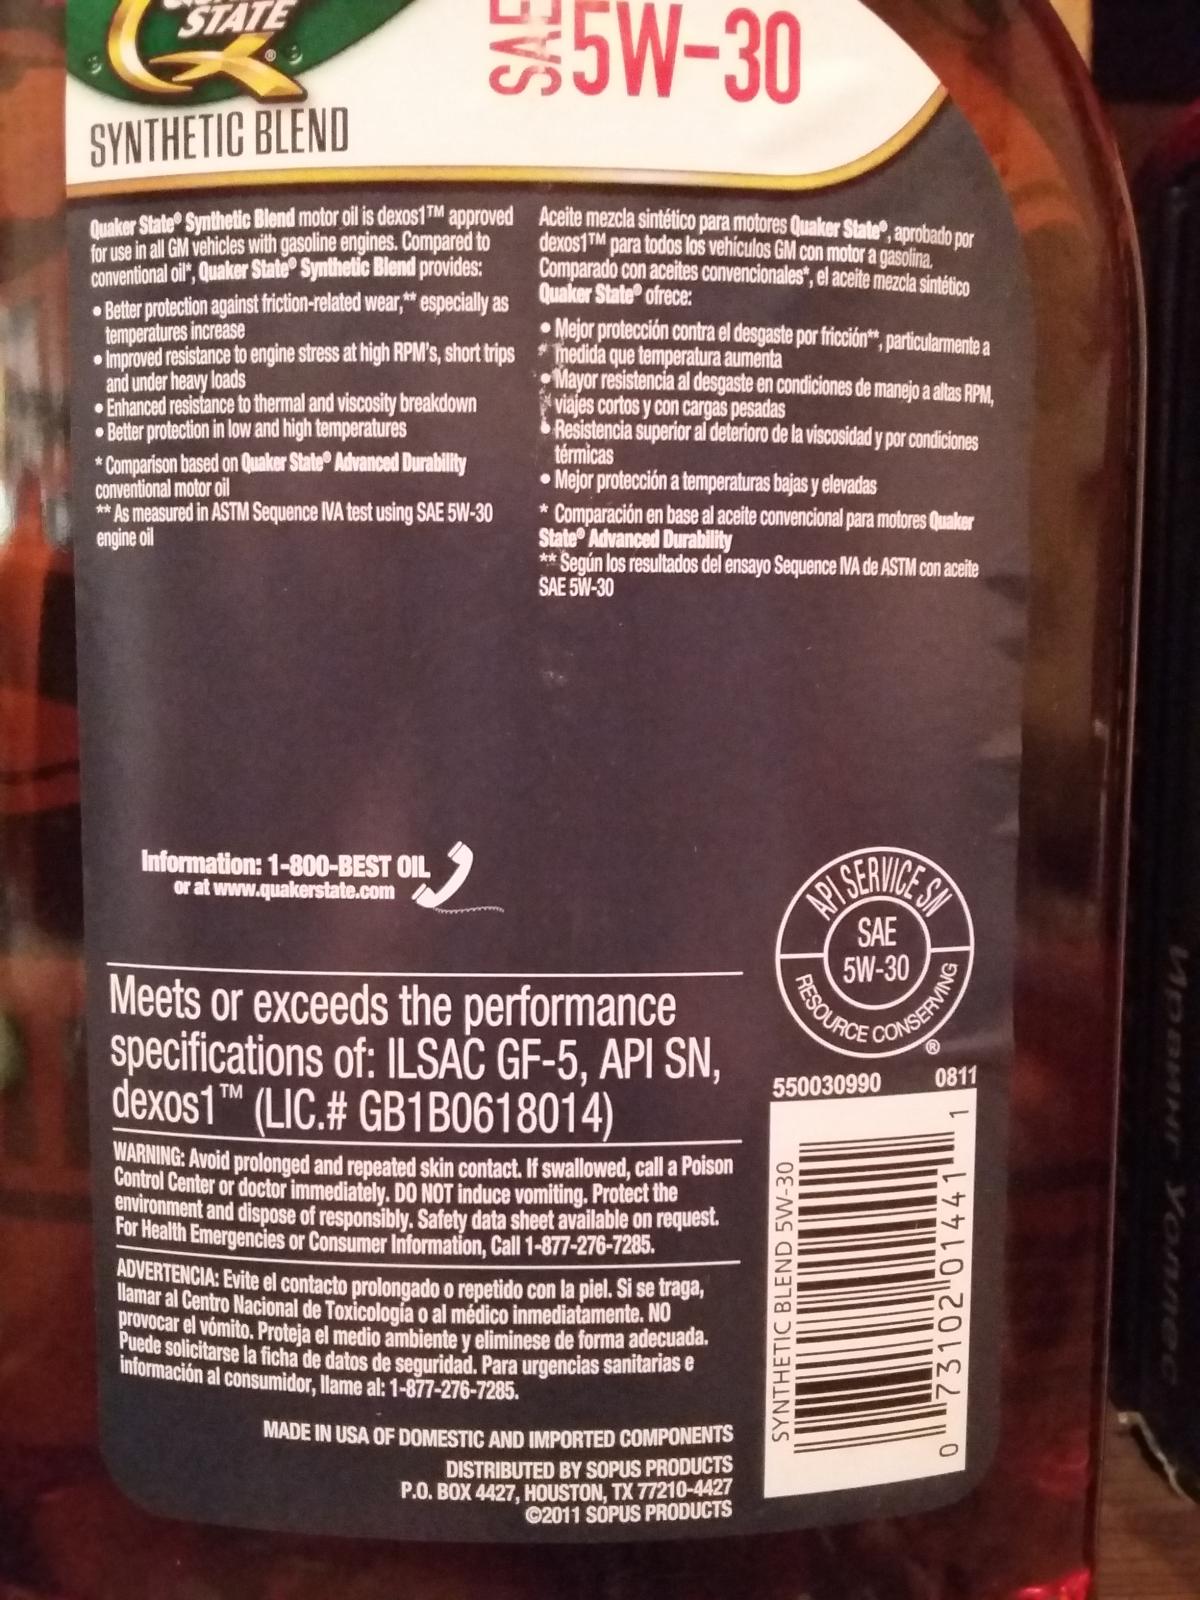 STATE
®
SYNTHETIC BLEND
SAE 5W-30
Quaker State® Synthetic Blend motor oil is dexos1™ approved
for use in all GM vehicles with gasoline engines. Compared to
conventional oil*, Quaker State® Synthetic Blend provides:
• Better protection against friction-related wear,** especially as
temperatures increase
• Improved resistance to engine stress at high RPM's, short trips
and under heavy loads
• Enhanced resistance to thermal and viscosity breakdown
• Better protection in low and high temperatures
* Comparison based on Quaker State® Advanced Durability
conventional motor oil
** As measured in ASTM Sequence IVA test using SAE 5W-30
engine oil
Aceite mezcla sintético para motores Quaker State®, aprobado por
dexos1™ para todos los vehículos GM con motor a gasolina.
Comparado con aceites convencionales*, el aceite mezcla sintético
Quaker State® ofrece:
• Mejor protección contra el desgaste por fricción**, particularmente a
medida que temperatura aumenta
• Mayor resistencia al desgaste en condiciones de manejo a altas RPM,
viajes cortos y con cargas pesadas
• Resistencia superior al deterioro de la viscosidad y por condiciones
térmicas
• Mejor protección a temperaturas bajas y elevadas
* Comparación en base al aceite convencional para motores Quaker
State® Advanced Durability
** Según los resultados del ensayo Sequence IVA de ASTM con aceite
SAE 5W-30
Information: 1-800-BEST OIL
or at www.quakerstate.com
API SERVICE SN
SAE
5W-30
RESOURCE CONSERVING
®
Meets or exceeds the performance
specifications of: ILSAC GF-5, API SN,
dexos1™ (LIC.# GB1B0618014)
WARNING: Avoid prolonged and repeated skin contact. If swallowed, call a Poison
Control Center or doctor immediately. DO NOT induce vomiting. Protect the
environment and dispose of responsibly. Safety data sheet available on request.
For Health Emergencies or Consumer Information, Call 1-877-276-7285.
ADVERTENCIA: Evite el contacto prolongado o repetido con la piel. Si se traga,
llamar al Centro Nacional de Toxicología o al médico inmediatamente. NO
provocar el vómito. Proteja el medio ambiente y eliminese de forma adecuada.
Puede solicitarse la ficha de datos de seguridad. Para urgencias sanitarias e
información al consumidor, llame al: 1-877-276-7285.
MADE IN USA OF DOMESTIC AND IMPORTED COMPONENTS
DISTRIBUTED BY SOPUS PRODUCTS
P.O. BOX 4427, HOUSTON, TX 77210-4427
©2011 SOPUS PRODUCTS
550030990 0811
SYNTHETIC BLEND 5W-30
0 73102 01441 1
Ирвинг Уоллес